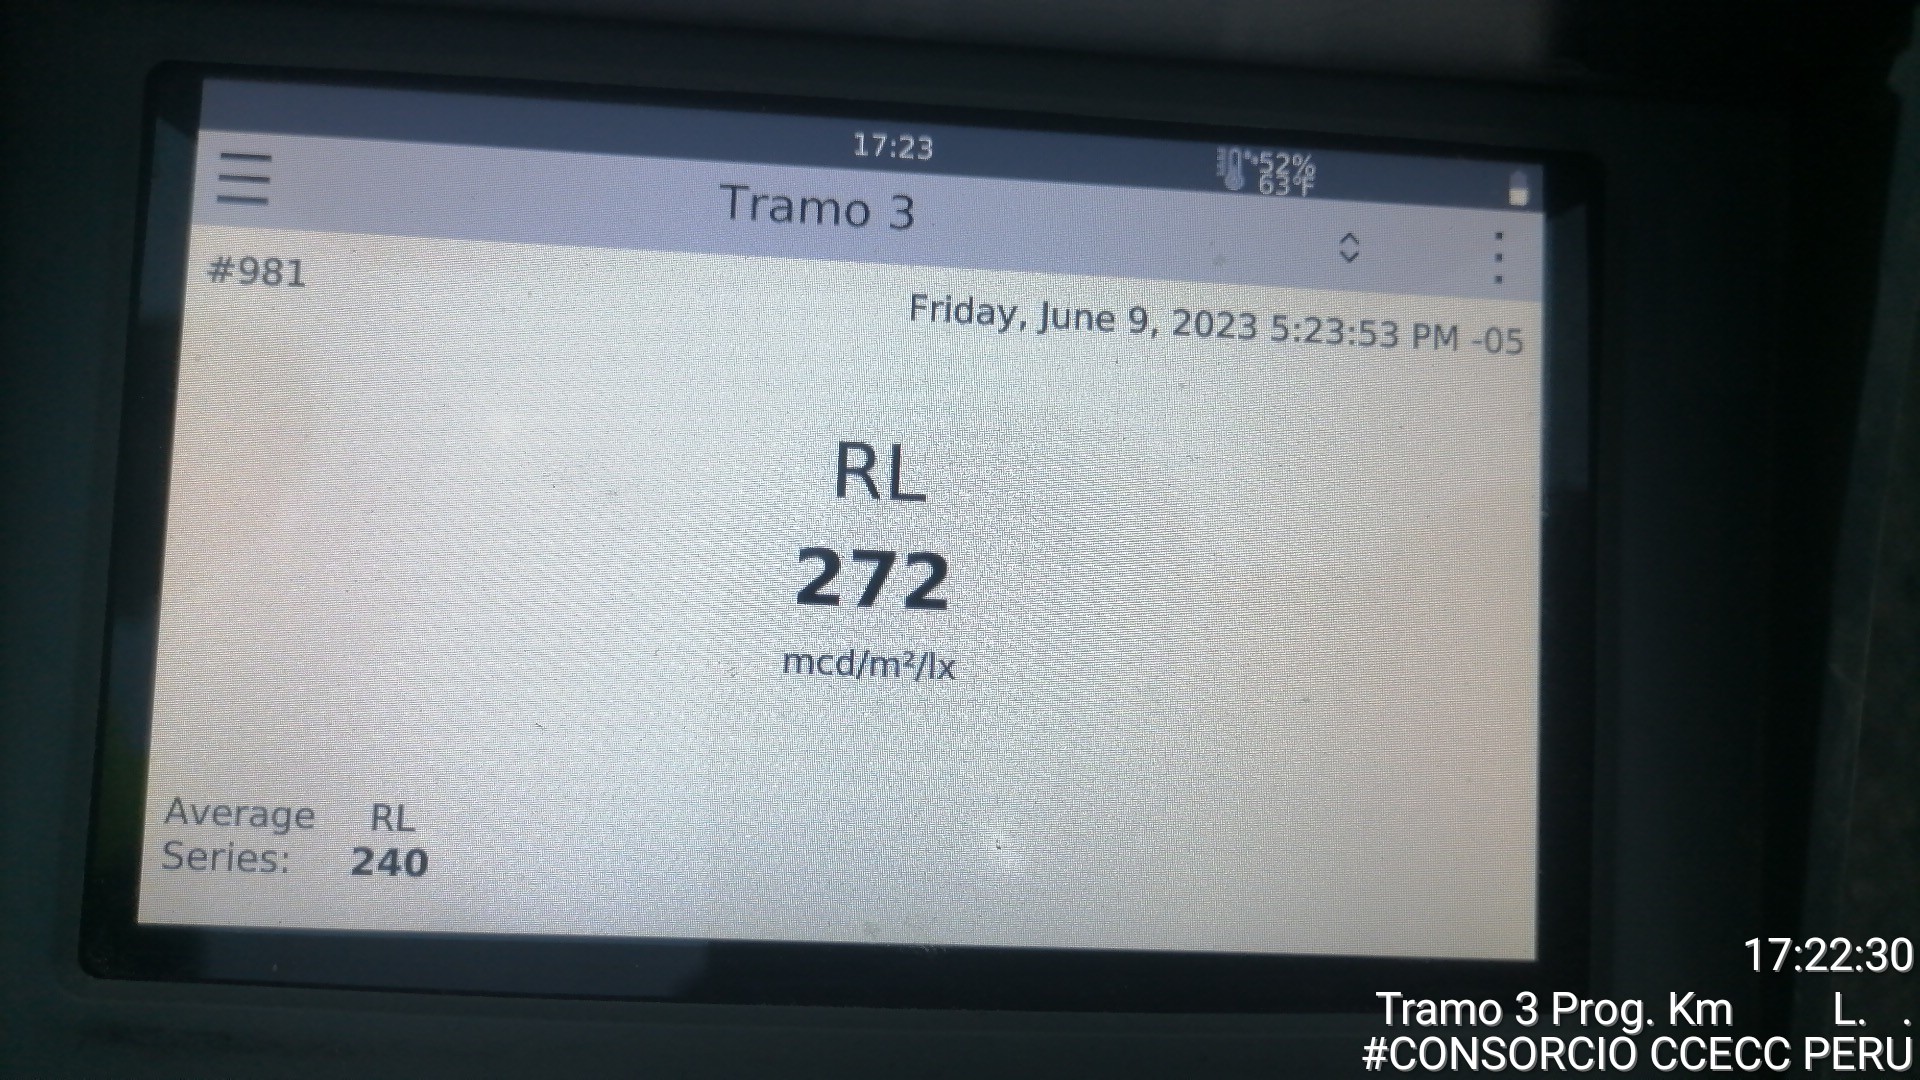 17:23
52%
63°F
Tramo 3
#981
Friday, June 9, 2023 5:23:53 PM -05
RL
272
mcd/m²/lx
Average RL
Series: 240
17:22:30
Tramo 3 Prog. Km L. .
#CONSORCIO CCECC PERU